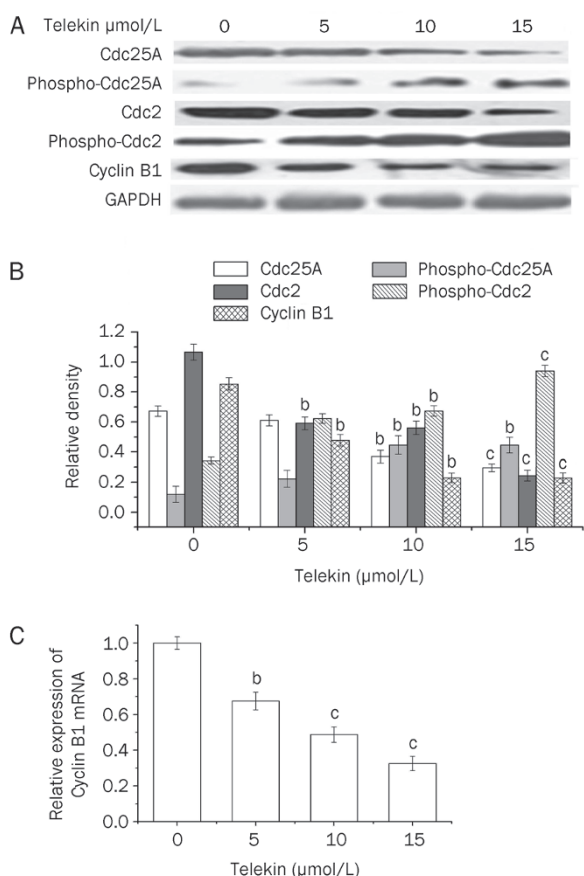 A
Telekin µmol/L 0 5 10 15
Cdc25A
Phospho-Cdc25A
Cdc2
Phospho-Cdc2
Cyclin B1
GAPDH
B
Cdc25A Phospho-Cdc25A
Cdc2 Phospho-Cdc2
Cyclin B1
Relative density
1.2
1.0
0.8
0.6
0.4
0.2
0.0
b b
b b b b b
c b c c c
0 5 10 15
Telekin (µmol/L)
C
Relative expression of
Cyclin B1 mRNA
1.0
0.8
0.6
0.4
0.2
0.0
b c c
0 5 10 15
Telekin (µmol/L)